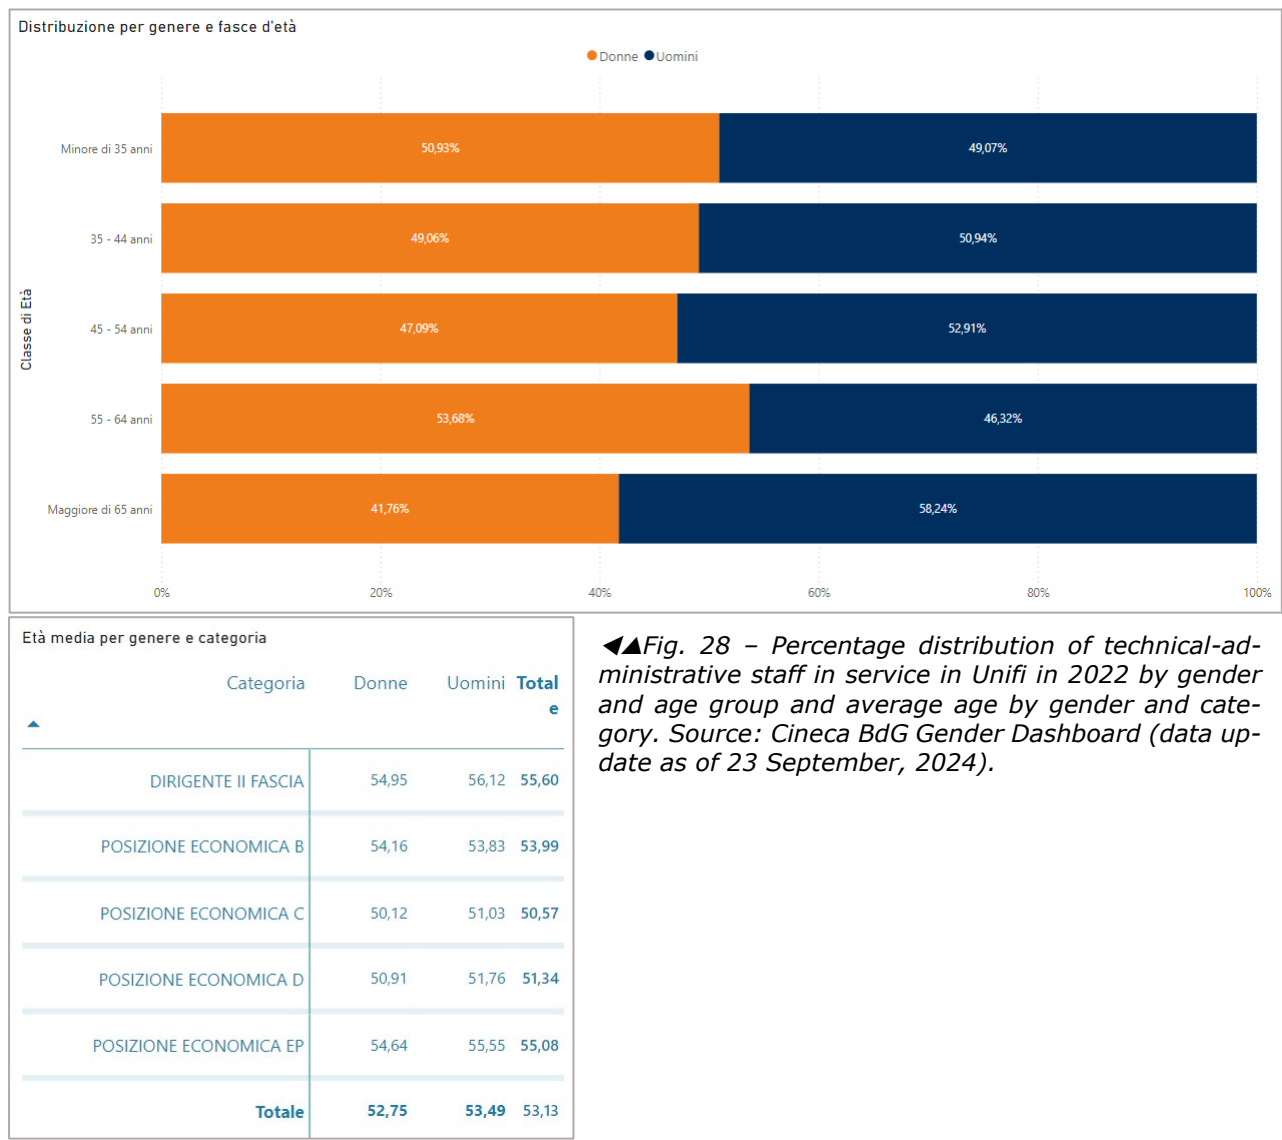 Distribuzione per genere e fasce d'età
Donne Uomini
Classe di Età
Minore di 35 anni 50,93% 49,07%
35 - 44 anni 49,06% 50,94%
45 - 54 anni 47,09% 52,91%
55 - 64 anni 53,68% 46,32%
Maggiore di 65 anni 41,76% 58,24%
0% 20% 40% 60% 80% 100%
Età media per genere e categoria
Categoria Donne Uomini Total
e
DIRIGENTE II FASCIA 54,95 56,12 55,60
POSIZIONE ECONOMICA B 54,16 53,83 53,99
POSIZIONE ECONOMICA C 50,12 51,03 50,57
POSIZIONE ECONOMICA D 50,91 51,76 51,34
POSIZIONE ECONOMICA EP 54,64 55,55 55,08
Totale 52,75 53,49 53,13
◄▲Fig. 28 – Percentage distribution of technical-ad-
ministrative staff in service in Unifi in 2022 by gender
and age group and average age by gender and cate-
gory. Source: Cineca BdG Gender Dashboard (data up-
date as of 23 September, 2024).